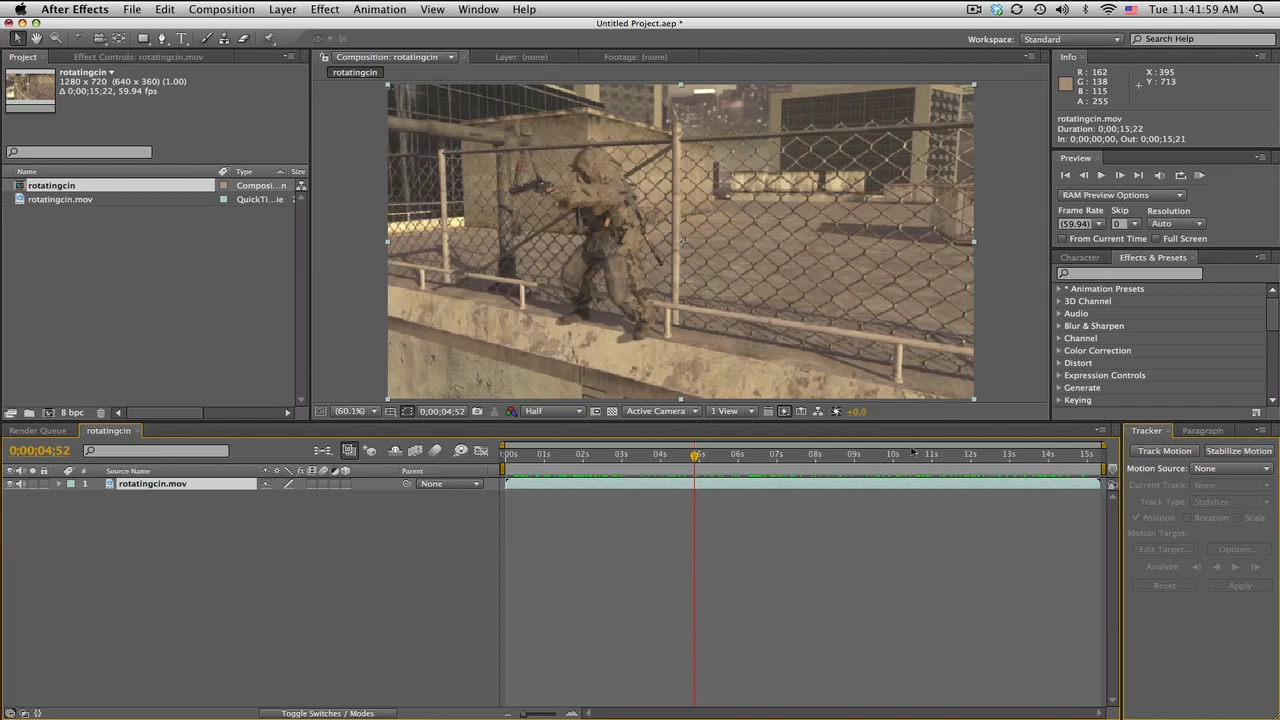 After Effects File Edit Composition Layer Effect Animation View Window Help Tue 11:41:59 AM
Untitled Project.aep *
Workspace: Standard Search Help
Project Effect Controls: rotatingcin.mov
Composition: rotatingcin Layer: (none) Footage: (none)
rotatingcin
rotatingcin
1280 x 720 (640 x 360) (1.00)
Δ 0;00;15;22, 59.94 fps
Name Type Size
rotatingcin Composi...n
rotatingcin.mov QuickTi...ie
8 bpc
(60.1%) 0;00;04;52 Half Active Camera 1 View +0.0
Info
R: 162 X: 395
G: 138 Y: 713
B: 115
A: 255
rotatingcin.mov
Duration: 0;00;15;22
In: 0;00;00;00, Out: 0;00;15;21
Preview
RAM Preview Options
Frame Rate Skip Resolution
(59.94) 0 Auto
From Current Time Full Screen
Character Effects & Presets
* Animation Presets
3D Channel
Audio
Blur & Sharpen
Channel
Color Correction
Distort
Expression Controls
Generate
Keying
Render Queue rotatingcin
0;00;04;52
:00s 01s 02s 03s 04s 05s 06s 07s 08s 09s 10s 11s 12s 13s 14s 15s
# Source Name Parent
1 rotatingcin.mov None
Toggle Switches / Modes
Tracker Paragraph
Track Motion Stabilize Motion
Motion Source: None
Current Track: None
Track Type: Stabilize
Position Rotation Scale
Motion Target:
Edit Target... Options...
Analyze:
Reset Apply